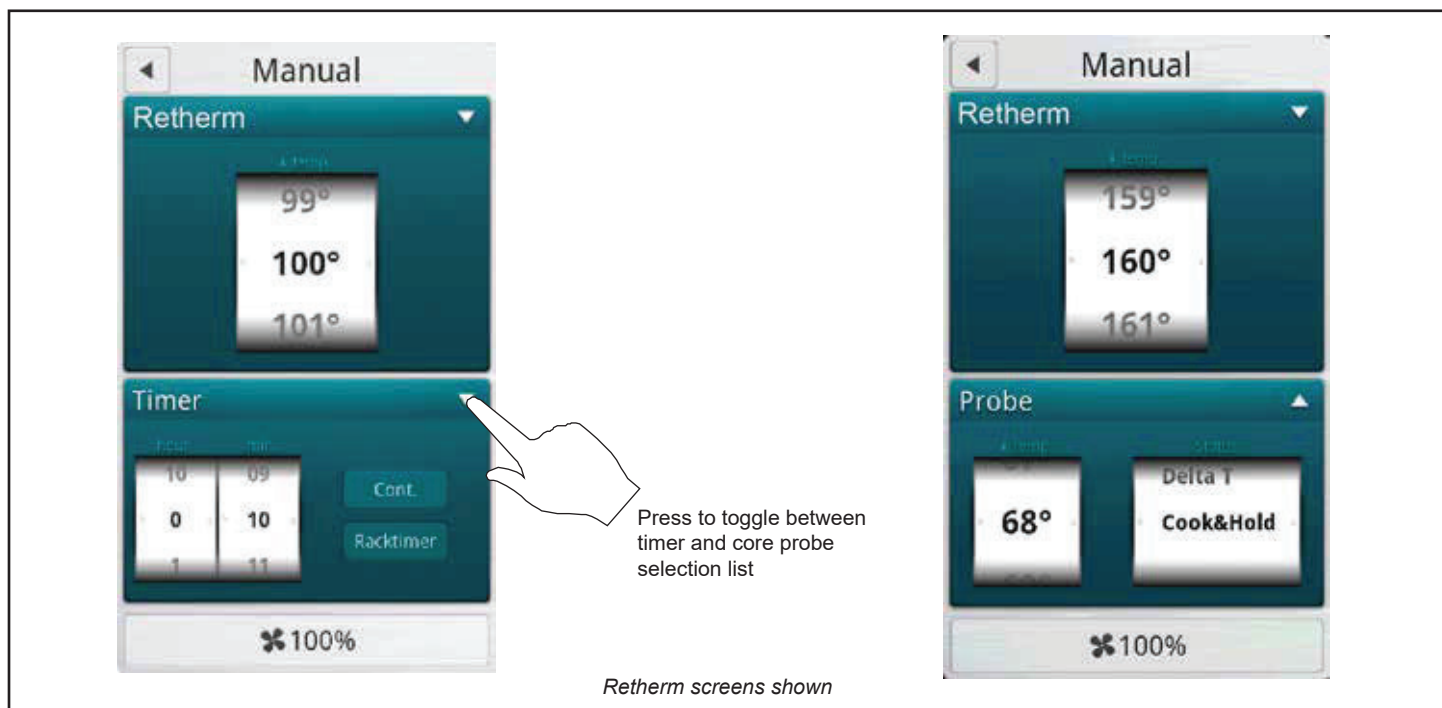 Manual
Retherm
99°
100°
101°
Timer
hour min
10 09
0 10
1 11
Cont.
Racktimer
100%
Press to toggle between
timer and core probe
selection list
Manual
Retherm
159°
160°
161°
Probe
Delta T
68° Cook&Hold
100%
Retherm screens shown